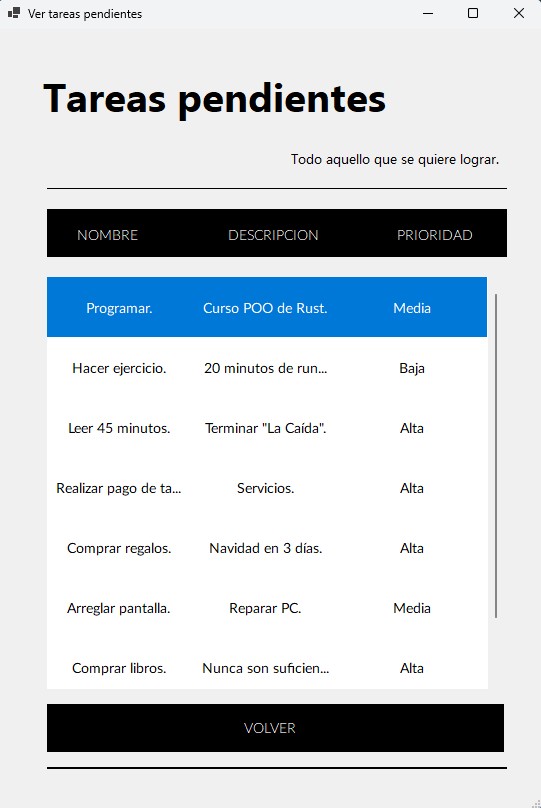 Ver tareas pendientes
Tareas pendientes
Todo aquello que se quiere lograr.
NOMBRE DESCRIPCION PRIORIDAD
Programar. Curso POO de Rust. Media
Hacer ejercicio. 20 minutos de run... Baja
Leer 45 minutos. Terminar "La Caída". Alta
Realizar pago de ta... Servicios. Alta
Comprar regalos. Navidad en 3 días. Alta
Arreglar pantalla. Reparar PC. Media
Comprar libros. Nunca son suficien... Alta
VOLVER